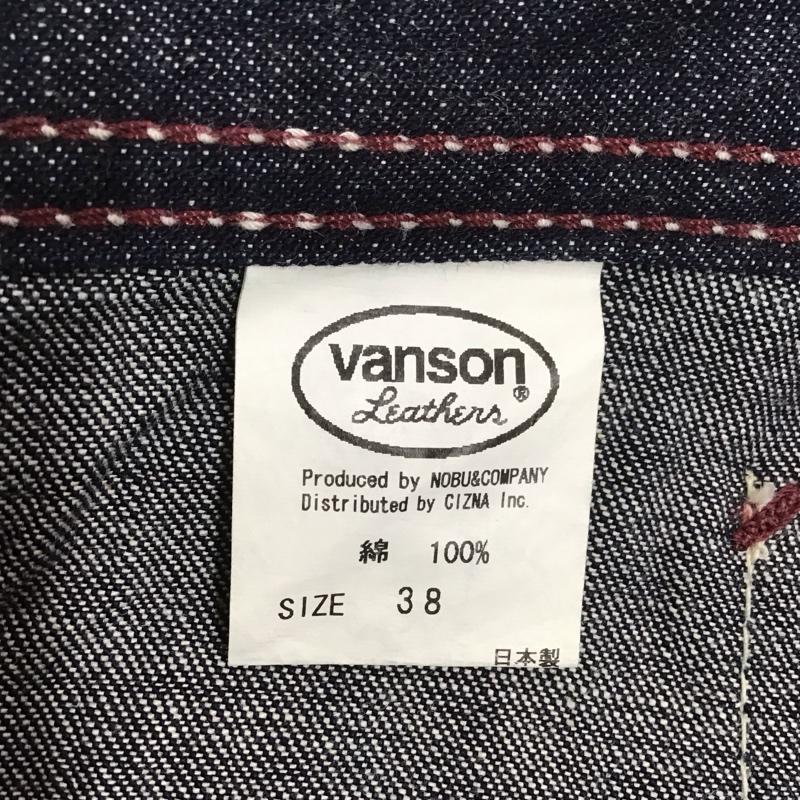 vanson
Leathers®
Produced by NOBU&COMPANY
Distributed by CIZNA Inc.
綿 100%
SIZE 38
日本製